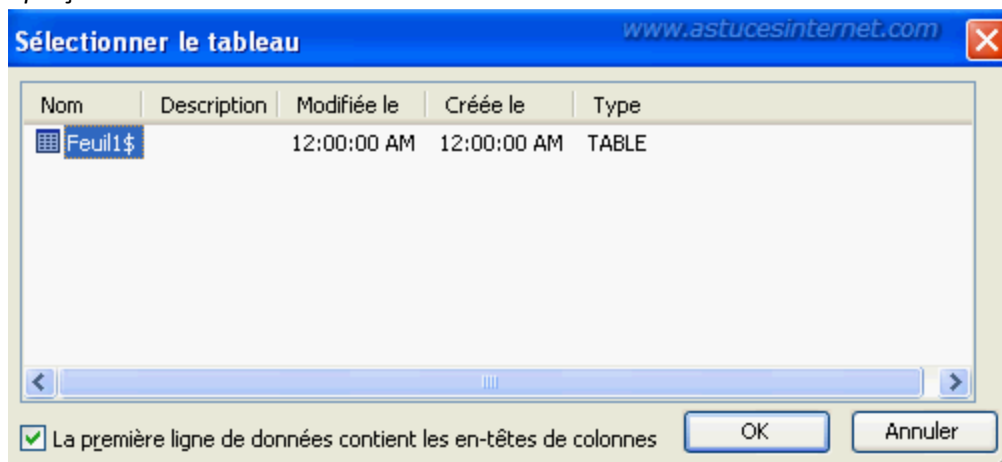 Sélectionner le tableau
www.astucesinternet.com
Nom Description Modifiée le Créée le Type
Feuil1$ 12:00:00 AM 12:00:00 AM TABLE
La première ligne de données contient les en-têtes de colonnes
OK
Annuler